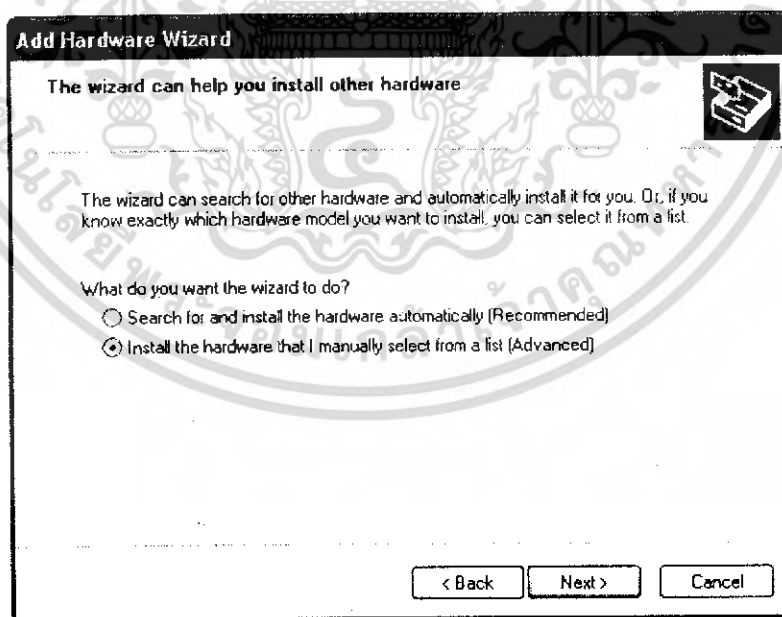 Add Hardware Wizard
The wizard can help you install other hardware
The wizard can search for other hardware and automatically install it for you. Or, if you
know exactly which hardware model you want to install, you can select it from a list.
What do you want the wizard to do?
Search for and install the hardware automatically (Recommended)
Install the hardware that I manually select from a list (Advanced)
< Back
Next >
Cancel